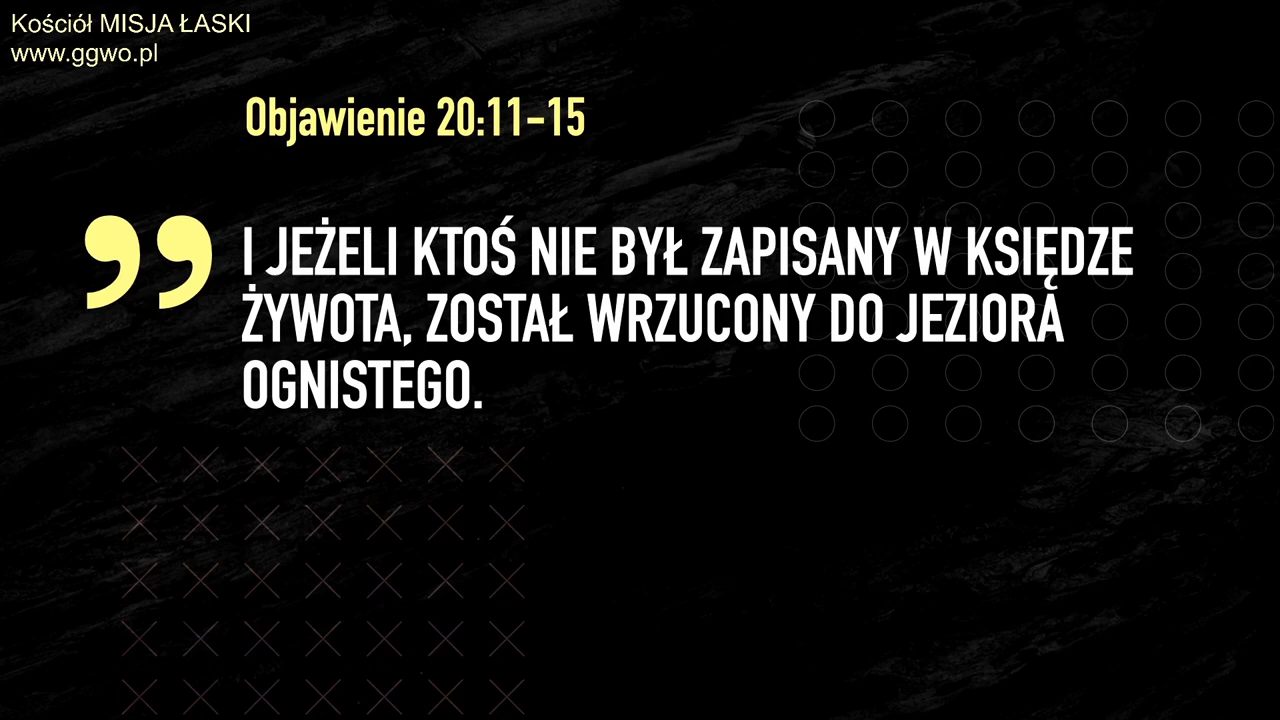 Kościół MISJA ŁASKI
www.ggwo.pl
Objawienie 20:11-15
” I JEŻELI KTOŚ NIE BYŁ ZAPISANY W KSIĘDZE
ŻYWOTA, ZOSTAŁ WRZUCONY DO JEZIORA
OGNISTEGO.